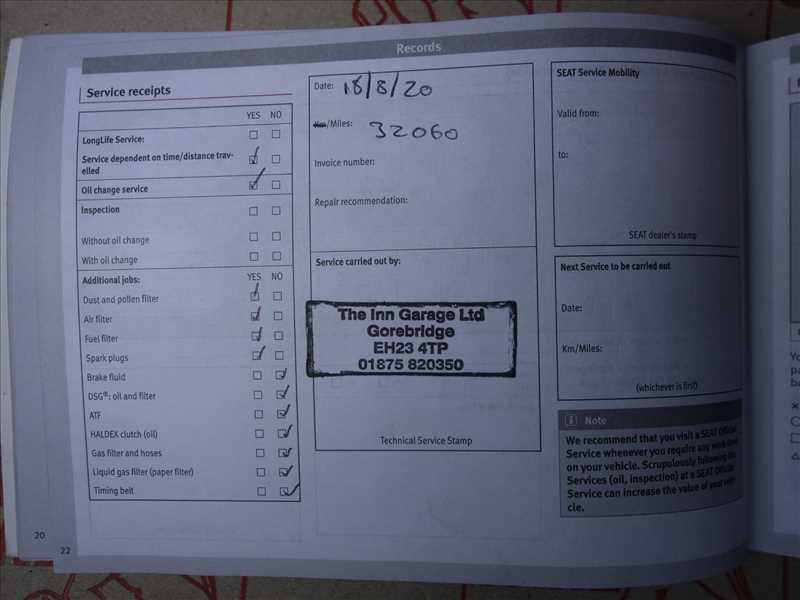 Records
Service receipts
YES NO
LongLife Service:
Service dependent on time/distance trav-
elled
Oil change service
Inspection
Without oil change
With oil change
Additional jobs: YES NO
Dust and pollen filter
Air filter
Fuel filter
Spark plugs
Brake fluid
DSG®: oil and filter
ATF
HALDEX clutch (oil)
Gas filter and hoses
Liquid gas filter (paper filter)
Timing belt
Date: 18/8/20
Km/Miles: 32060
Invoice number:
Repair recommendation:
Service carried out by:
The Inn Garage Ltd
Gorebridge
EH23 4TP
01875 820350
Technical Service Stamp
SEAT Service Mobility
Valid from:
to:
SEAT dealer's stamp
Next Service to be carried out
Date:
Km/Miles:
(whichever is first)
i Note
We recommend that you visit a SEAT Official
Service whenever you require any work done
on your vehicle. Scrupulously following the
Services (oil, inspection) at a SEAT Official
Service can increase the value of your vehi-
cle.
20
22